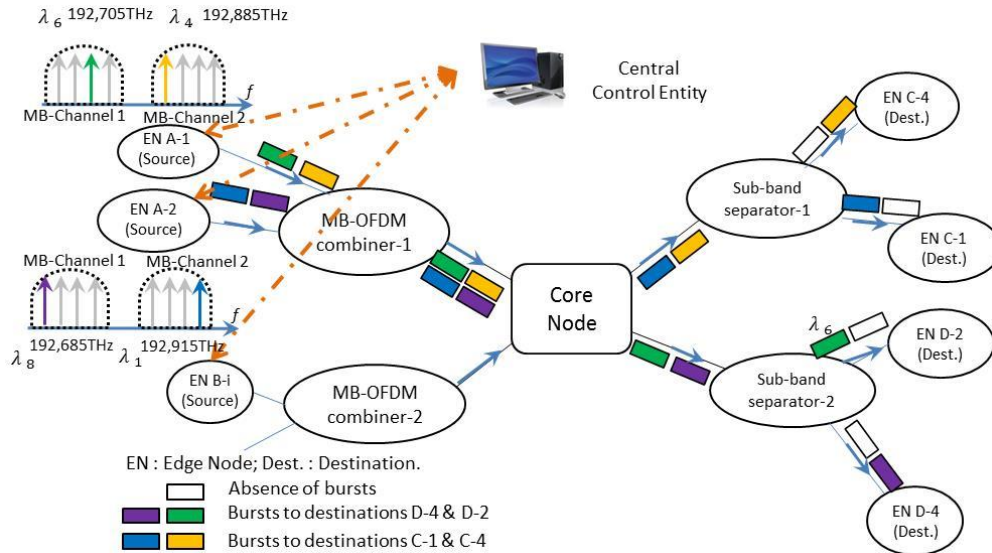 λ 6 192,705THz
λ 4 192,885THz
f
MB-Channel 1
MB-Channel 2
EN A-1
(Source)
EN A-2
(Source)
MB-Channel 1
MB-Channel 2
f
λ 8 192,685THz
λ 1 192,915THz
EN B-i
(Source)
MB-OFDM
combiner-1
MB-OFDM
combiner-2
Central
Control Entity
Core
Node
Sub-band
separator-1
EN C-4
(Dest.)
EN C-1
(Dest.)
λ6
EN D-2
(Dest.)
Sub-band
separator-2
EN D-4
(Dest.)
EN : Edge Node; Dest. : Destination.
Absence of bursts
Bursts to destinations D-4 & D-2
Bursts to destinations C-1 & C-4